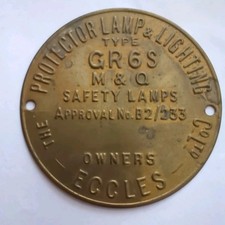 THE PROTECTOR LAMP & LIGHTING CO LTD
TYPE
GR6S
M & Q
SAFETY LAMPS
APPROVAL No. B2/233
OWNERS
- ECCLES -